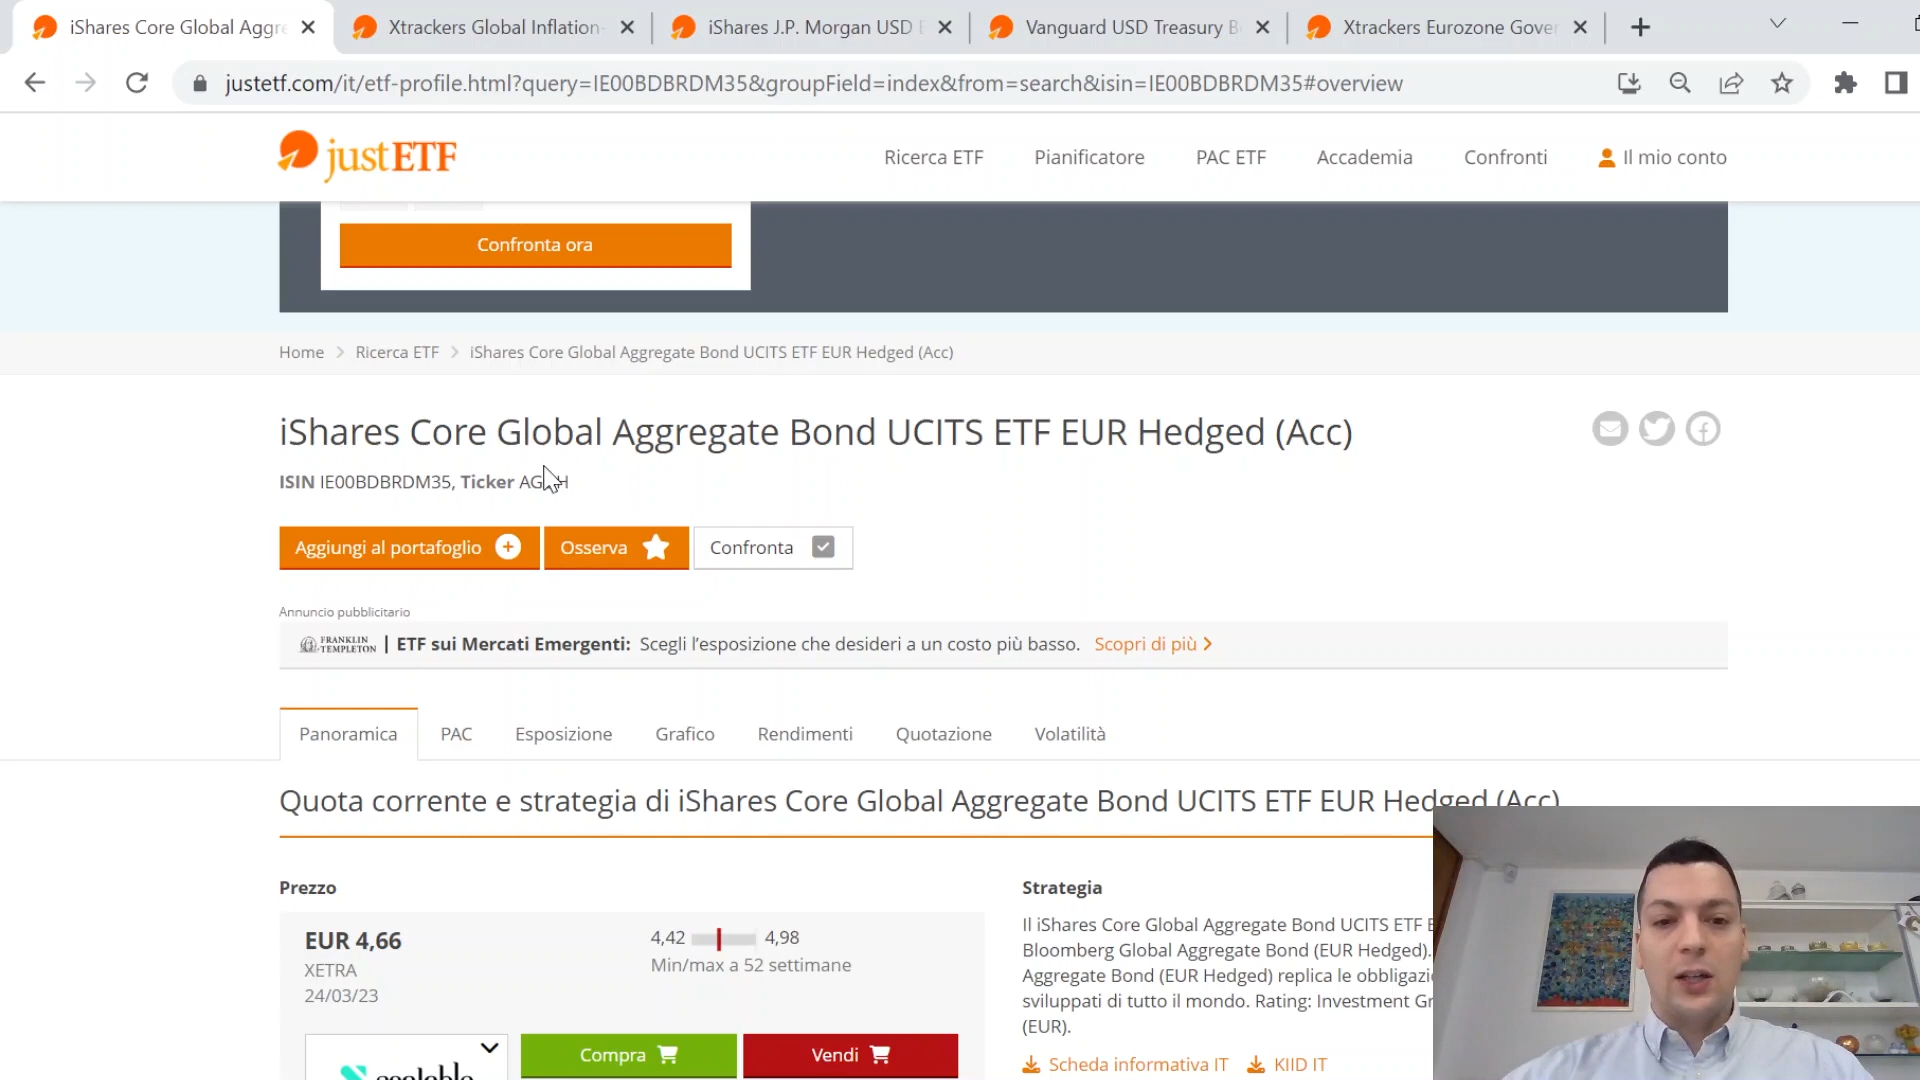 iShares Core Global Aggre
Xtrackers Global Inflation-
iShares J.P. Morgan USD E
Vanguard USD Treasury B
Xtrackers Eurozone Gover
justetf.com/it/etf-profile.html?query=IE00BDBRDM35&groupField=index&from=search&isin=IE00BDBRDM35#overview
justETF
Ricerca ETF
Pianificatore
PAC ETF
Accademia
Confronti
Il mio conto
Confronta ora
Home > Ricerca ETF > iShares Core Global Aggregate Bond UCITS ETF EUR Hedged (Acc)
iShares Core Global Aggregate Bond UCITS ETF EUR Hedged (Acc)
ISIN IE00BDBRDM35, Ticker
Aggiungi al portafoglio
Osserva
Confronta
Annuncio pubblicitario
FRANKLIN TEMPLETON | ETF sui Mercati Emergenti: Scegli l'esposizione che desideri a un costo più basso. Scopri di più
Panoramica
PAC
Esposizione
Grafico
Rendimenti
Quotazione
Volatilità
Quota corrente e strategia di iShares Core Global Aggregate Bond UCITS ETF EUR Hedged (Acc)
Prezzo
EUR 4,66
XETRA
24/03/23
4,42
4,98
Min/max a 52 settimane
Compra
Vendi
Strategia
Il iShares Core Global Aggregate Bond UCITS ETF E
Bloomberg Global Aggregate Bond (EUR Hedged).
Aggregate Bond (EUR Hedged) replica le obbligazi
sviluppati di tutto il mondo. Rating: Investment Gr
(EUR).
Scheda informativa IT
KIID IT